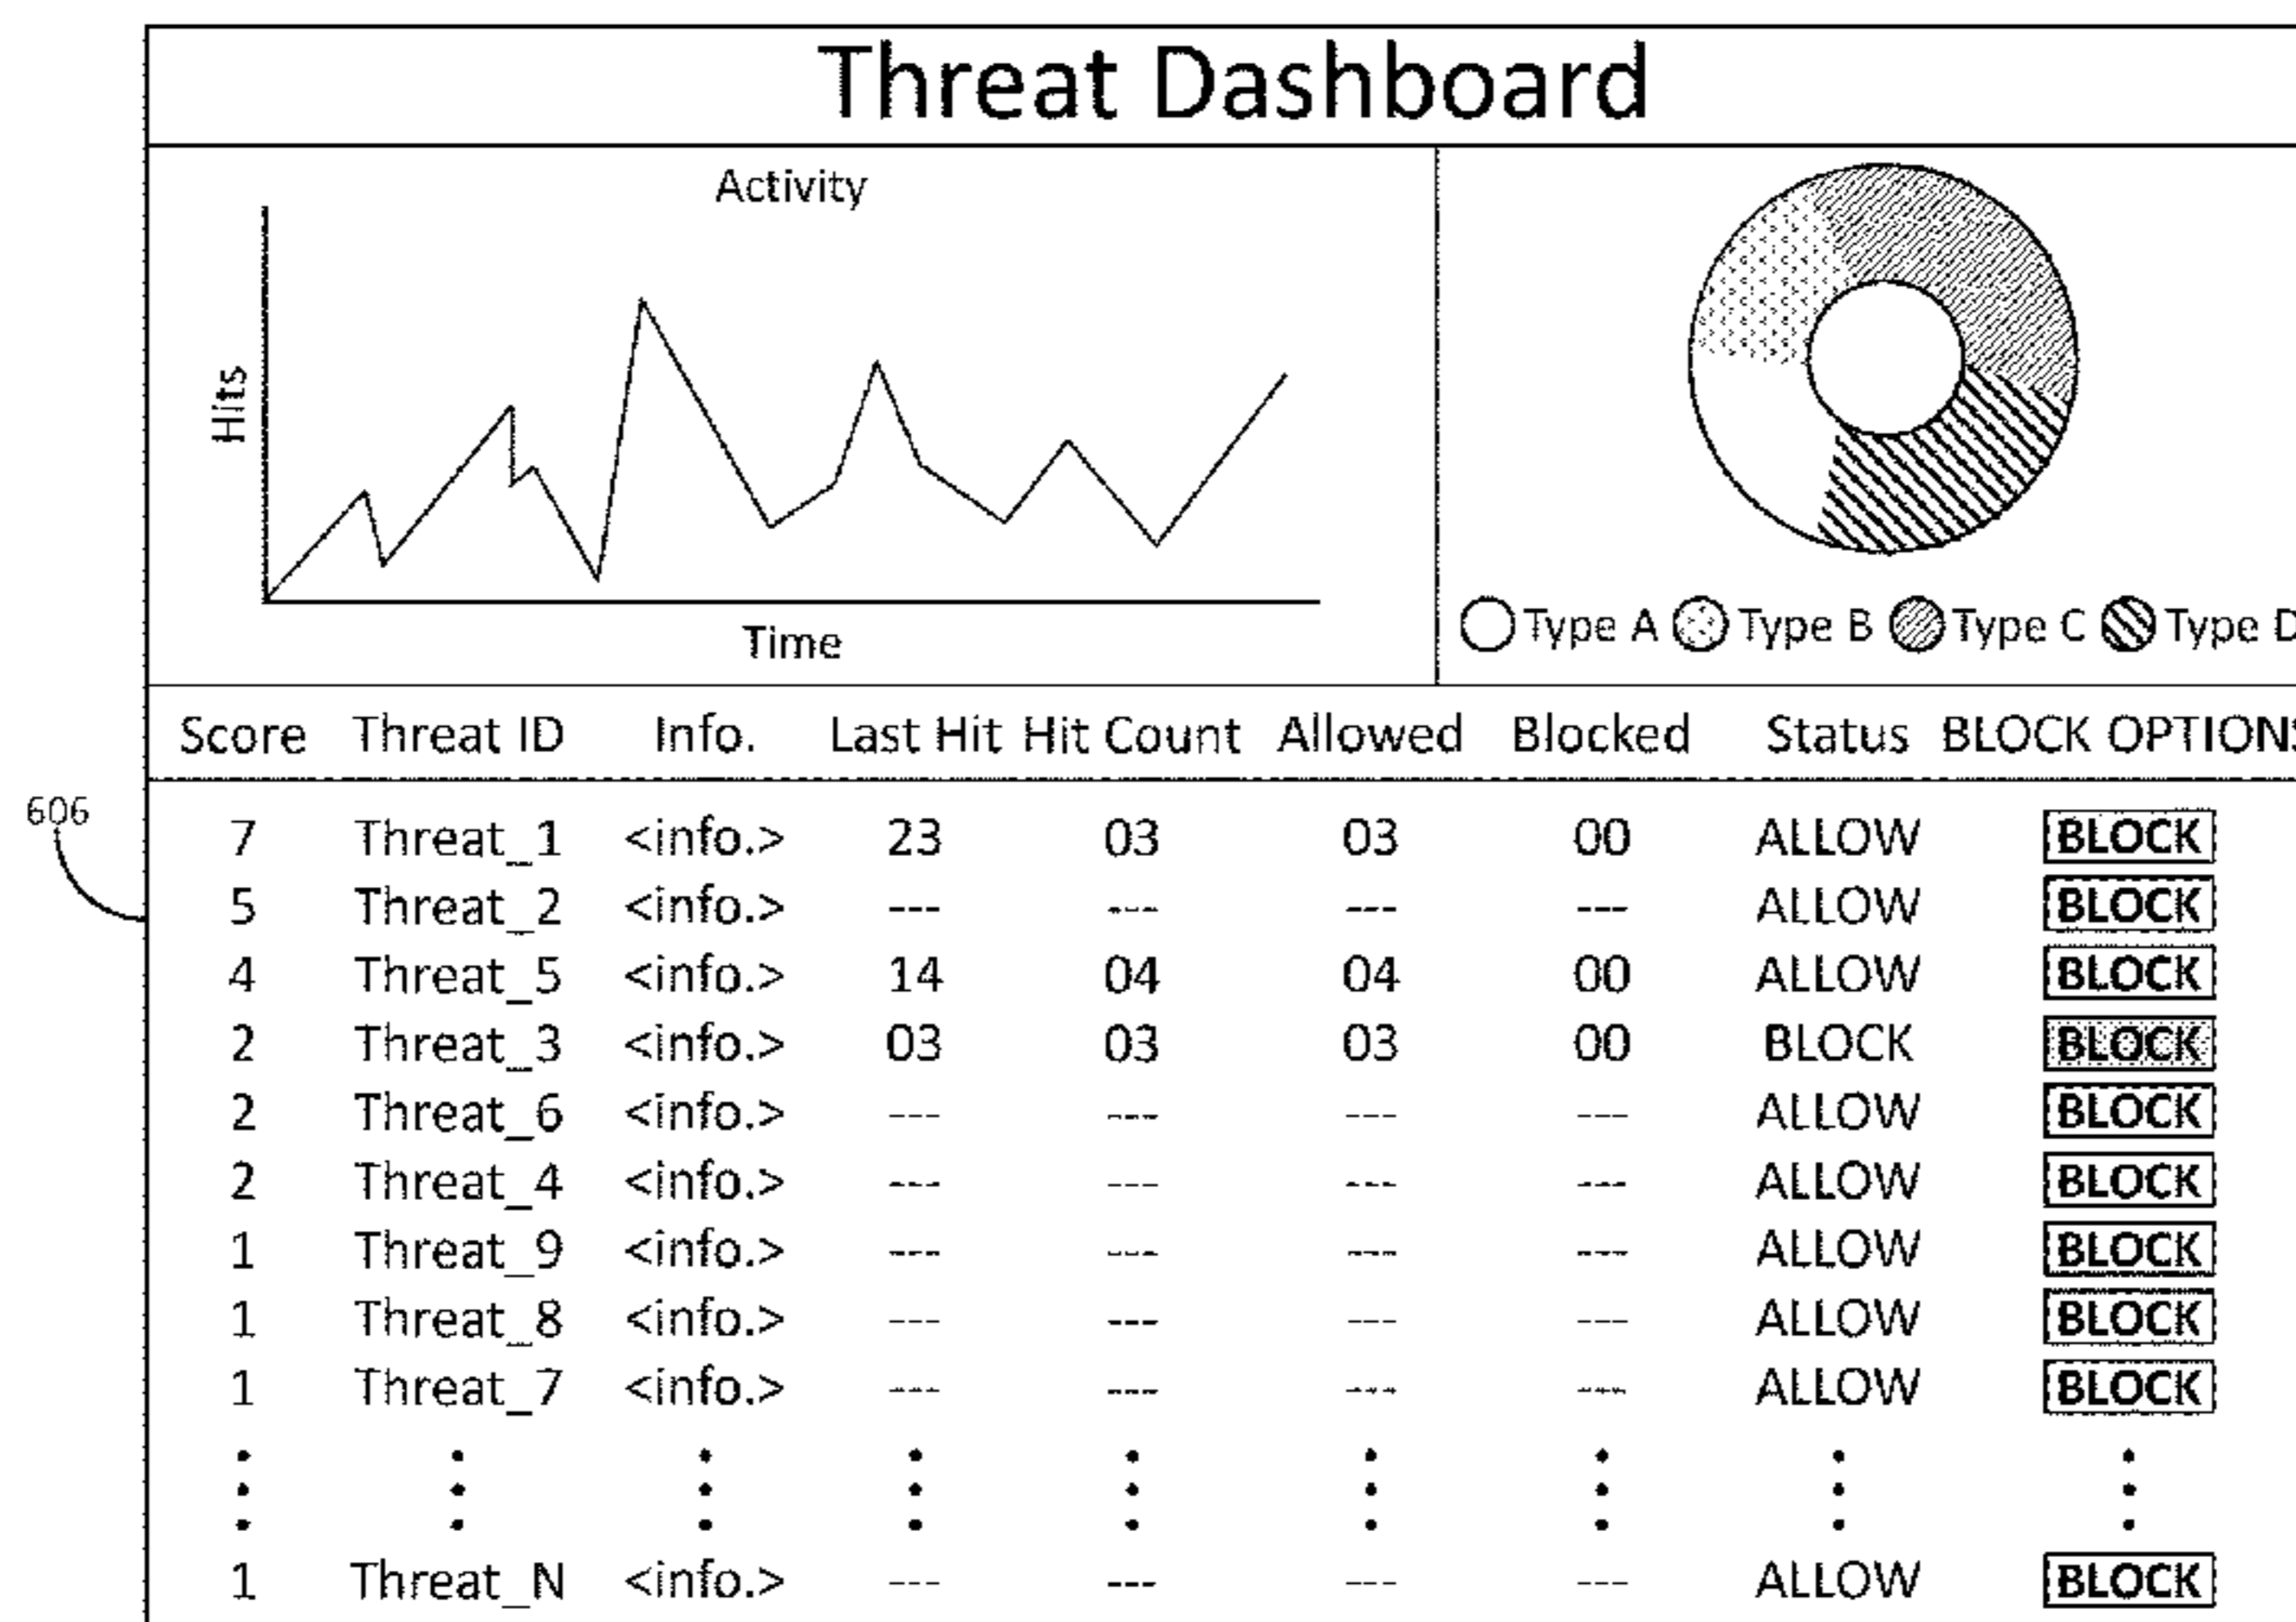 Threat Dashboard
Activity
Hits
Time
Type A Type B Type C Type D
Score Threat ID Info. Last Hit Hit Count Allowed Blocked Status BLOCK OPTIONS
606
7 Threat_1 <info.> 23 03 03 00 ALLOW BLOCK
5 Threat_2 <info.> --- --- --- --- ALLOW BLOCK
4 Threat_5 <info.> 14 04 04 00 ALLOW BLOCK
2 Threat_3 <info.> 03 03 03 00 BLOCK BLOCK
2 Threat_6 <info.> --- --- --- --- ALLOW BLOCK
2 Threat_4 <info.> --- --- --- --- ALLOW BLOCK
1 Threat_9 <info.> --- --- --- --- ALLOW BLOCK
1 Threat_8 <info.> --- --- --- --- ALLOW BLOCK
1 Threat_7 <info.> --- --- --- --- ALLOW BLOCK
1 Threat_N <info.> --- --- --- --- ALLOW BLOCK